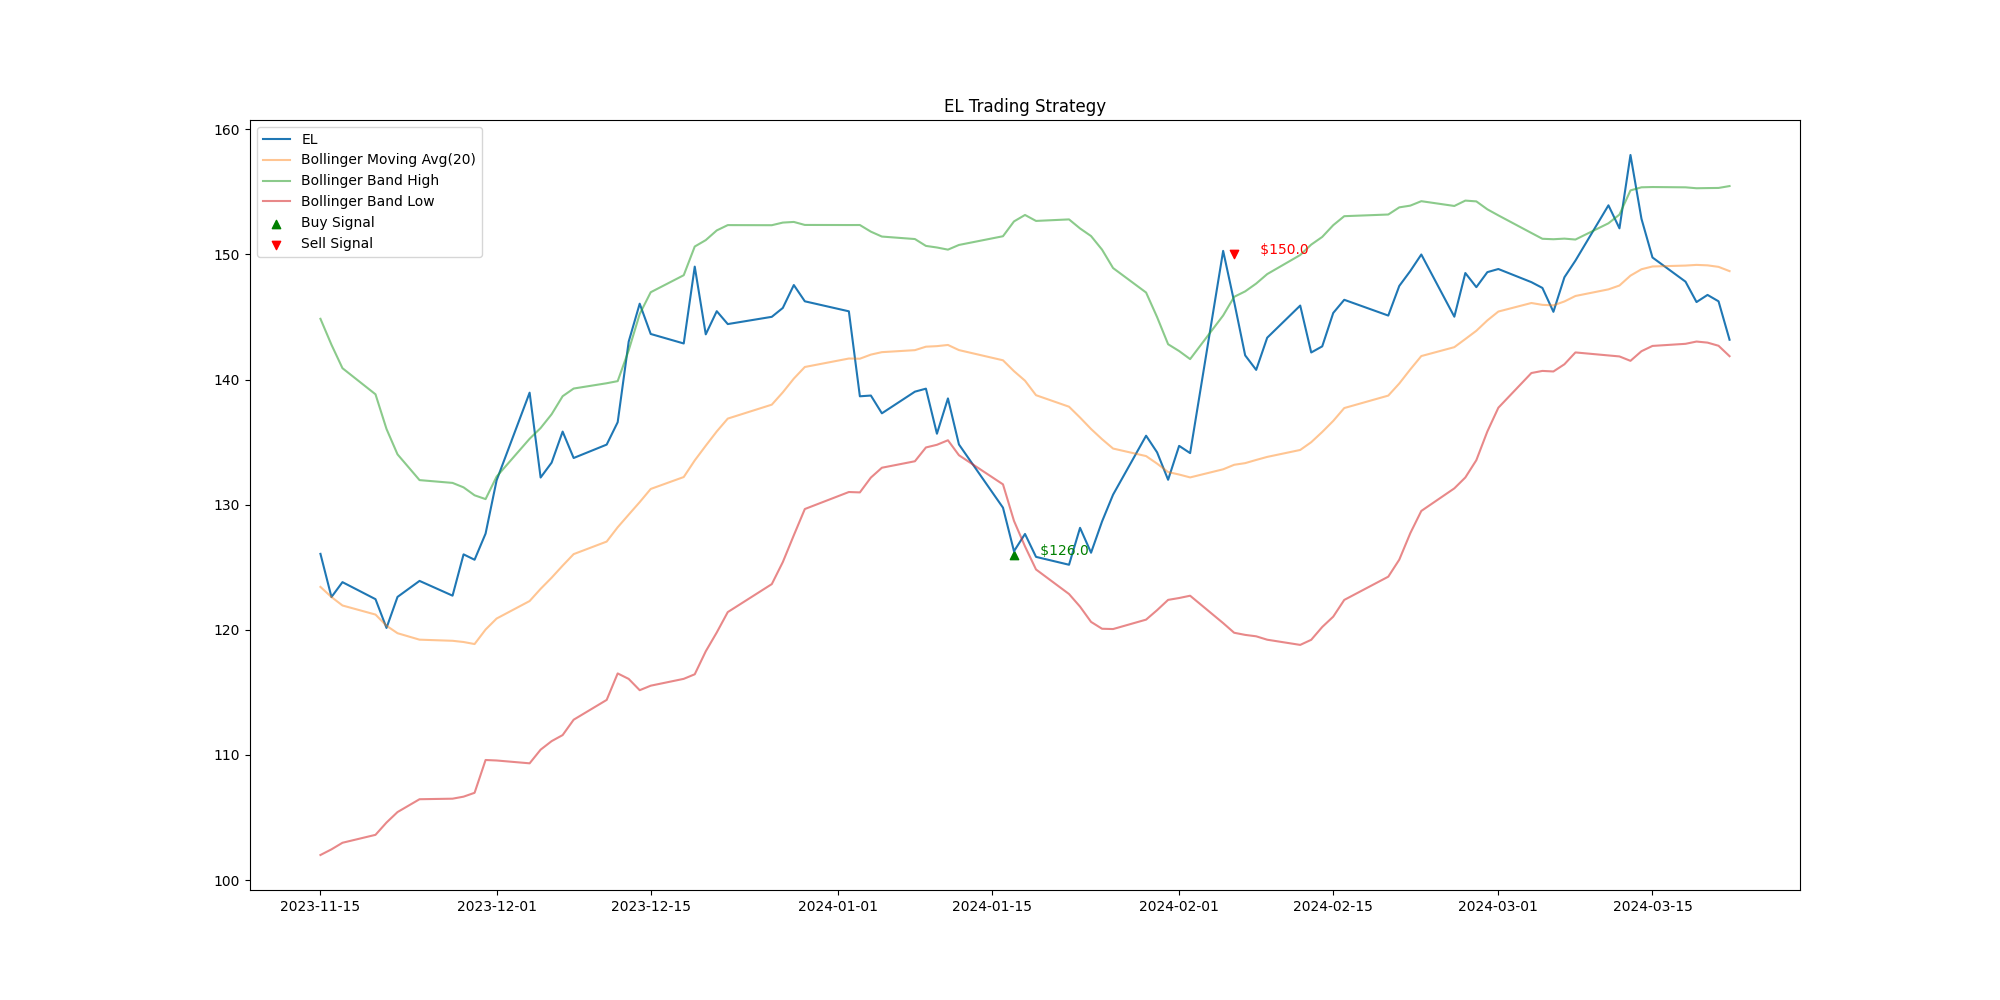 EL Trading Strategy
160
150
140
130
120
110
100
EL
Bollinger Moving Avg(20)
Bollinger Band High
Bollinger Band Low
Buy Signal
Sell Signal
$150.0
$126.0
2023-11-15 2023-12-01 2023-12-15 2024-01-01 2024-01-15 2024-02-01 2024-02-15 2024-03-01 2024-03-15